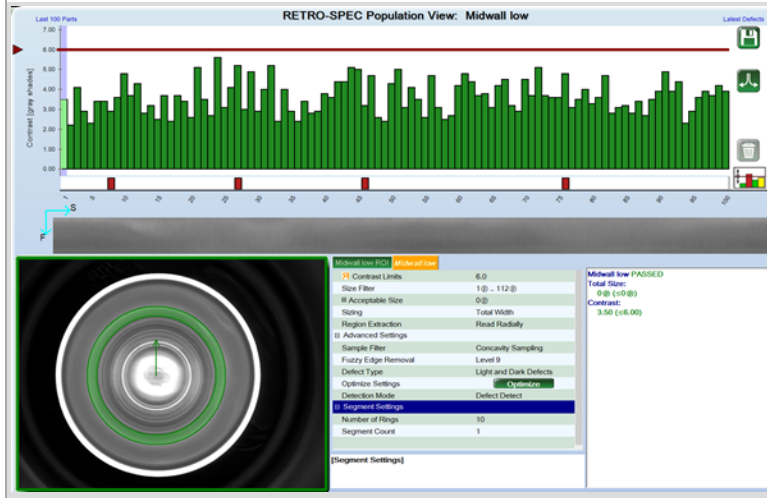 RETRO-SPEC Population View: Midwall low
Last 100 Parts
Latest Defects
Contrast [gray shades]
7.00
6.00
5.00
4.00
3.00
2.00
1.00
0.00
1 5 10 15 20 25 30 35 40 45 50 55 60 65 70 75 80 85 90 95 100
S
F
Midwall low ROI Midwall low
Contrast Limits 6.0
Size Filter 1 .. 112
Acceptable Size 0
Sizing Total Width
Region Extraction Read Radially
Advanced Settings
Sample Filter Concavity Sampling
Fuzzy Edge Removal Level 9
Defect Type Light and Dark Defects
Optimize Settings Optimize
Detection Mode Defect Detect
Segment Settings
Number of Rings 10
Segment Count 1
[Segment Settings]
Midwall low PASSED
Total Size:
0 (≤0)
Contrast:
3.50 (≤6.00)